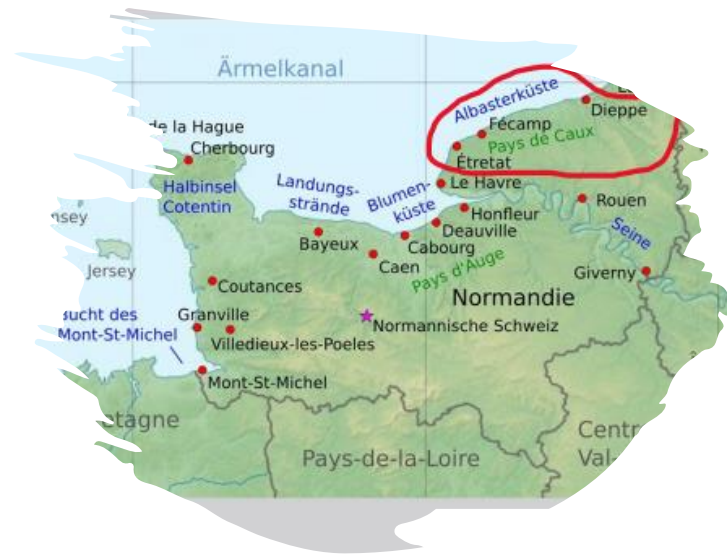 Ärmelkanal
Albasterküste
Dieppe
de la Hague
Cherbourg
Fécamp
Pays de Caux
Étretat
Halbinsel
Cotentin
Landungs-
strände
Blumen-
küste
Le Havre
Rouen
Honfleur
Deauville
Seine
Bayeux
Cabourg
Caen
Pays d'Auge
Giverny
Jersey
Coutances
Normandie
Granville
Mont-St-Michel
Villedieux-les-Poeles
Normannische Schweiz
Mont-St-Michel
Pays-de-la-Loire